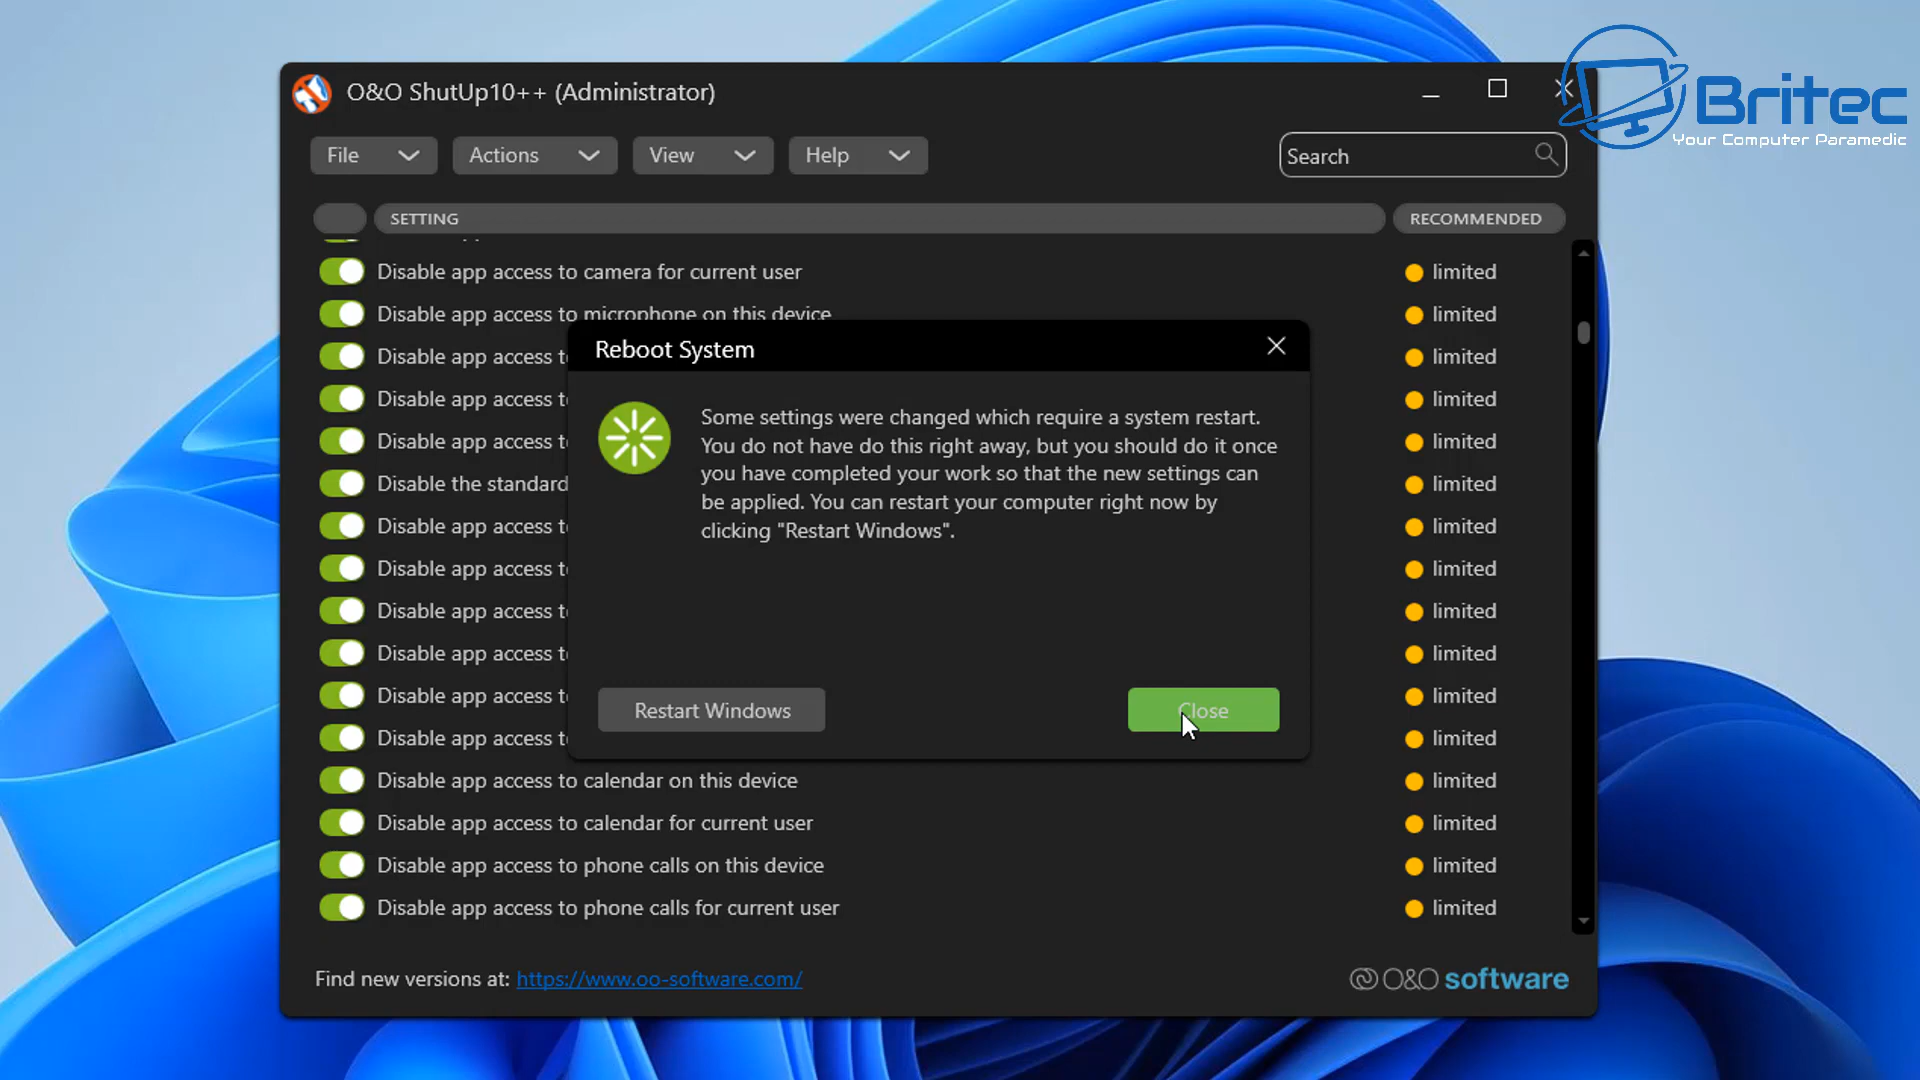 Britec
Your Computer Paramedic
O&O ShutUp10++ (Administrator)
File
Actions
View
Help
Search
SETTING
RECOMMENDED
Disable app access to camera for current user
limited
Disable app access to microphone on this device
limited
Disable app access
limited
Disable app access
limited
Disable app access
limited
Disable the standard
limited
Disable app access
limited
Disable app access
limited
Disable app access
limited
Disable app access
limited
Disable app access
limited
Disable app access
limited
Disable app access to calendar on this device
limited
Disable app access to calendar for current user
limited
Disable app access to phone calls on this device
limited
Disable app access to phone calls for current user
limited
Reboot System
Some settings were changed which require a system restart.
You do not have do this right away, but you should do it once
you have completed your work so that the new settings can
be applied. You can restart your computer right now by
clicking "Restart Windows".
Restart Windows
Close
Find new versions at: https://www.oo-software.com/
O&O software